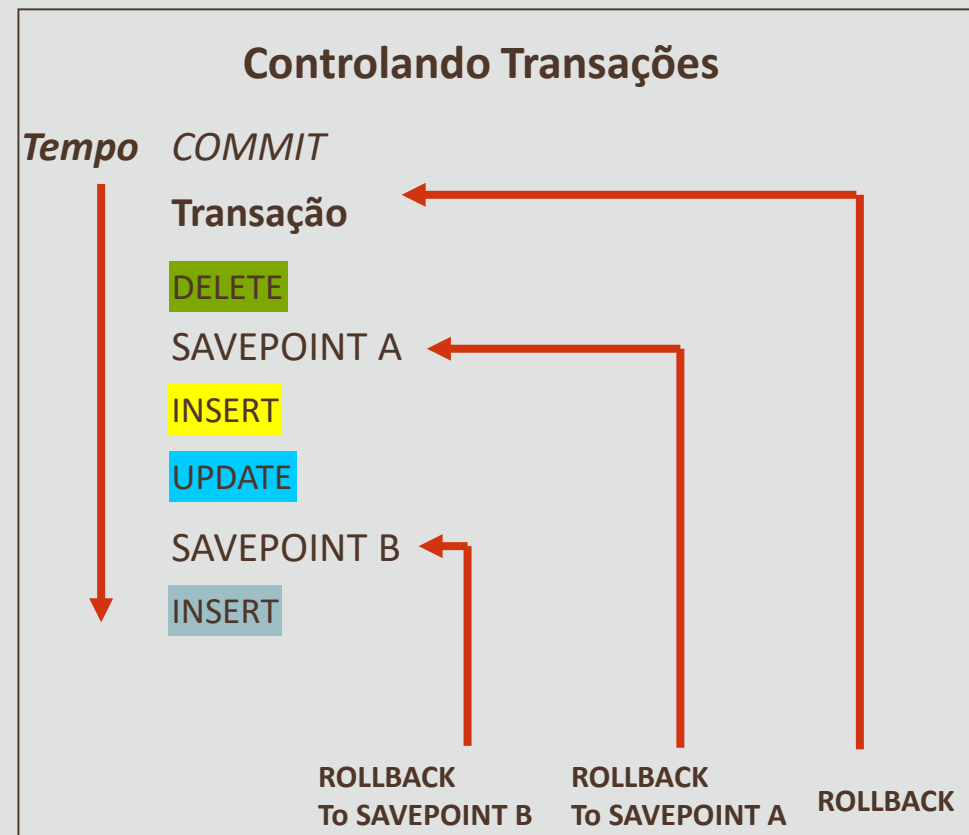 Controlando Transações
Tempo COMMIT
Transação
DELETE
SAVEPOINT A
INSERT
UPDATE
SAVEPOINT B
INSERT
ROLLBACK
To SAVEPOINT B
ROLLBACK
To SAVEPOINT A
ROLLBACK